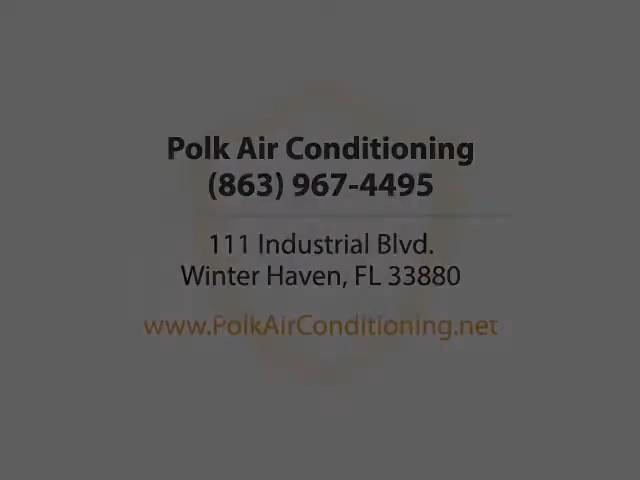 Polk Air Conditioning
(863) 967-4495
111 Industrial Blvd.
Winter Haven, FL 33880
www.PolkAirConditioning.net